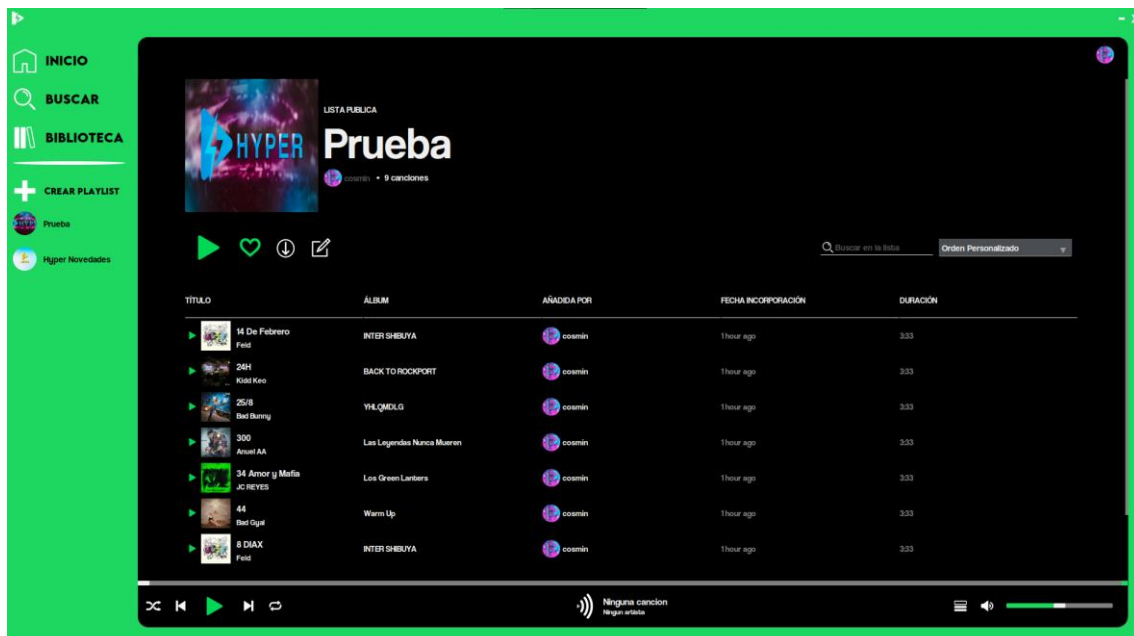 INICIO
BUSCAR
BIBLIOTECA
CREAR PLAYLIST
Prueba
Hyper Novedades
HYPER
LISTA PUBLICA
Prueba
cosmin • 9 canciones
Buscar en la lista
Orden Personalizado
TÍTULO ÁLBUM AÑADIDA POR FECHA INCORPORACIÓN DURACIÓN
14 De Febrero
Feid
INTER SHIBUYA cosmin 1 hour ago 3:33
24H
Kidd Keo
BACK TO ROCKPORT cosmin 1 hour ago 3:33
25/8
Bad Bunny
YHLQMDLG cosmin 1 hour ago 3:33
300
Anuel AA
Las Leyendas Nunca Mueren cosmin 1 hour ago 3:33
34 Amor y Mafia
JC REYES
Los Green Lanters cosmin 1 hour ago 3:33
44
Bad Gyal
Warm Up cosmin 1 hour ago 3:33
8 DIAX
Feid
INTER SHIBUYA cosmin 1 hour ago 3:33
Ninguna cancion
Ningun artista